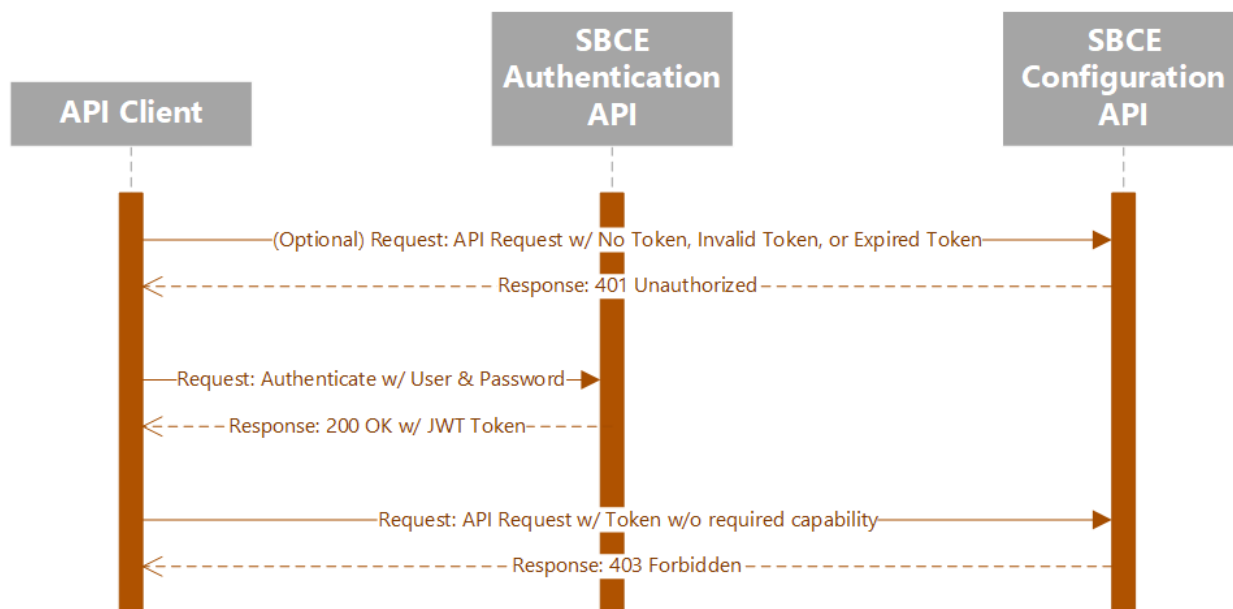 API Client
SBCE
Authentication
API
SBCE
Configuration
API
(Optional) Request: API Request w/ No Token, Invalid Token, or Expired Token
Response: 401 Unauthorized
Request: Authenticate w/ User & Password
Response: 200 OK w/ JWT Token
Request: API Request w/ Token w/o required capability
Response: 403 Forbidden